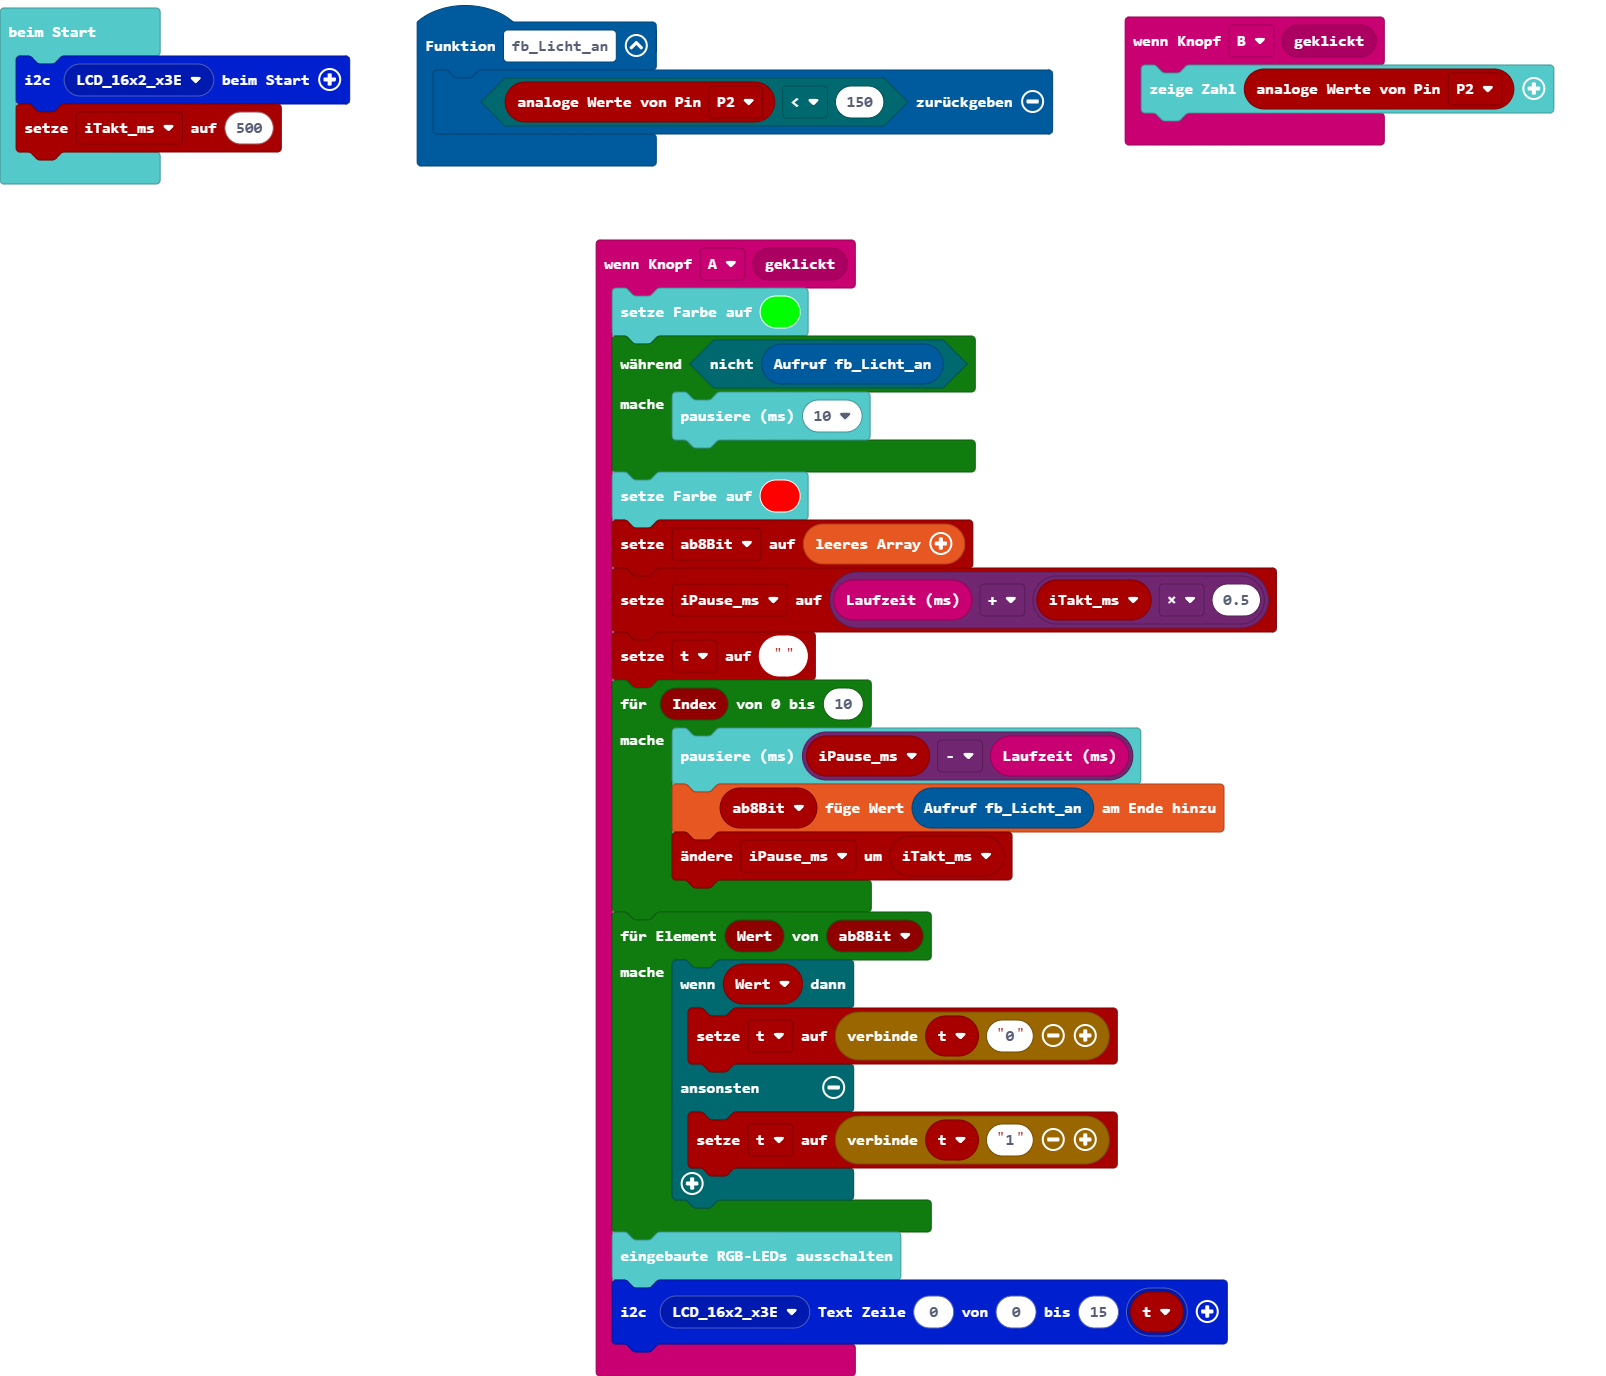 beim Start
i2c LCD_16x2_x3E beim Start
setze iTakt_ms auf 500
Funktion fb_Licht_an
analoge Werte von Pin P2 < 150 zurückgeben
wenn Knopf B geklickt
zeige Zahl analoge Werte von Pin P2
wenn Knopf A geklickt
setze Farbe auf
während nicht Aufruf fb_Licht_an
mache pausiere (ms) 10
setze Farbe auf
setze ab8Bit auf leeres Array
setze iPause_ms auf Laufzeit (ms) + iTakt_ms × 0.5
setze t auf " "
für Index von 0 bis 10
mache pausiere (ms) iPause_ms - Laufzeit (ms)
ab8Bit füge Wert Aufruf fb_Licht_an am Ende hinzu
ändere iPause_ms um iTakt_ms
für Element Wert von ab8Bit
mache wenn Wert dann
setze t auf verbinde t "0"
ansonsten
setze t auf verbinde t "1"
eingebaute RGB-LEDs ausschalten
i2c LCD_16x2_x3E Text Zeile 0 von 0 bis 15 t